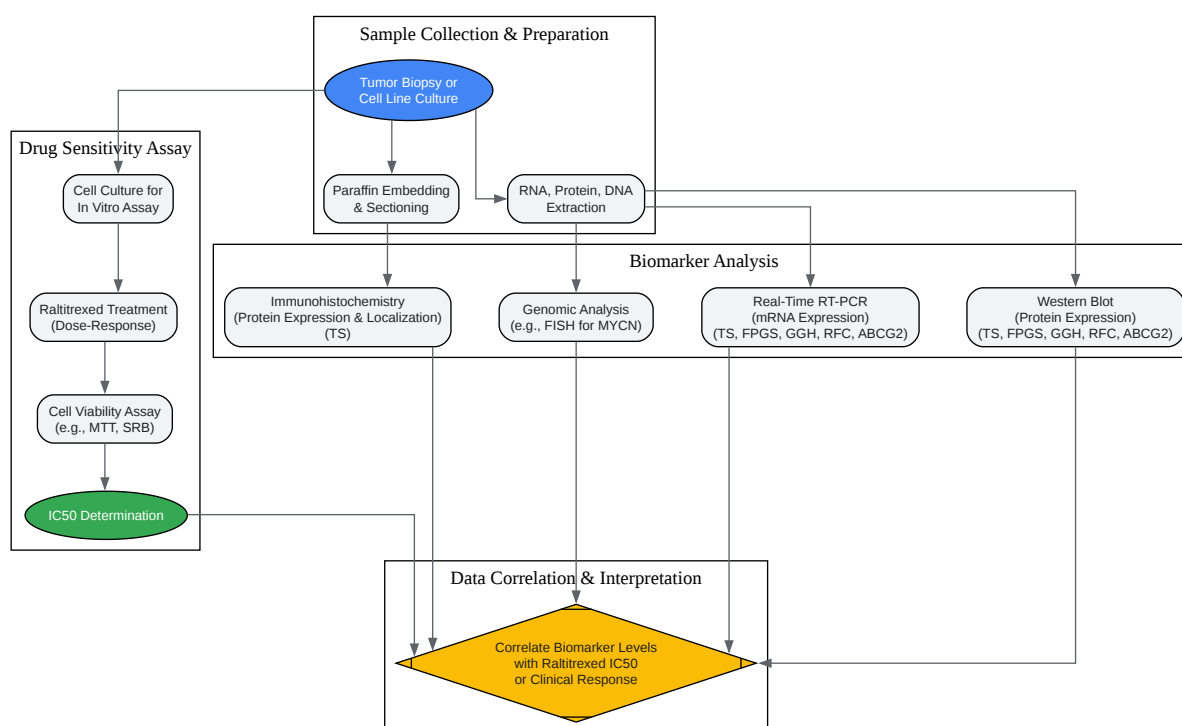 Sample Collection & Preparation
Tumor Biopsy or
Cell Line Culture
Drug Sensitivity Assay
Cell Culture for
In Vitro Assay
Paraffin Embedding
& Sectioning
RNA, Protein, DNA
Extraction
Biomarker Analysis
Raltitrexed Treatment
(Dose-Response)
Immunohistochemistry
(Protein Expression & Localization)
(TS)
Genomic Analysis
(e.g., FISH for MYCN)
Real-Time RT-PCR
(mRNA Expression)
(TS, FPGS, GGH, RFC, ABCG2)
Western Blot
(Protein Expression)
(TS, FPGS, GGH, RFC, ABCG2)
Cell Viability Assay
(e.g., MTT, SRB)
IC50 Determination
Data Correlation & Interpretation
Correlate Biomarker Levels
with Raltitrexed IC50
or Clinical Response